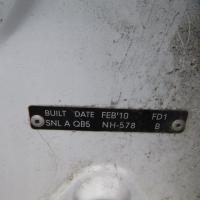 BUILT DATE FEB'10 FD1
SNL A QB5 NH-578 B